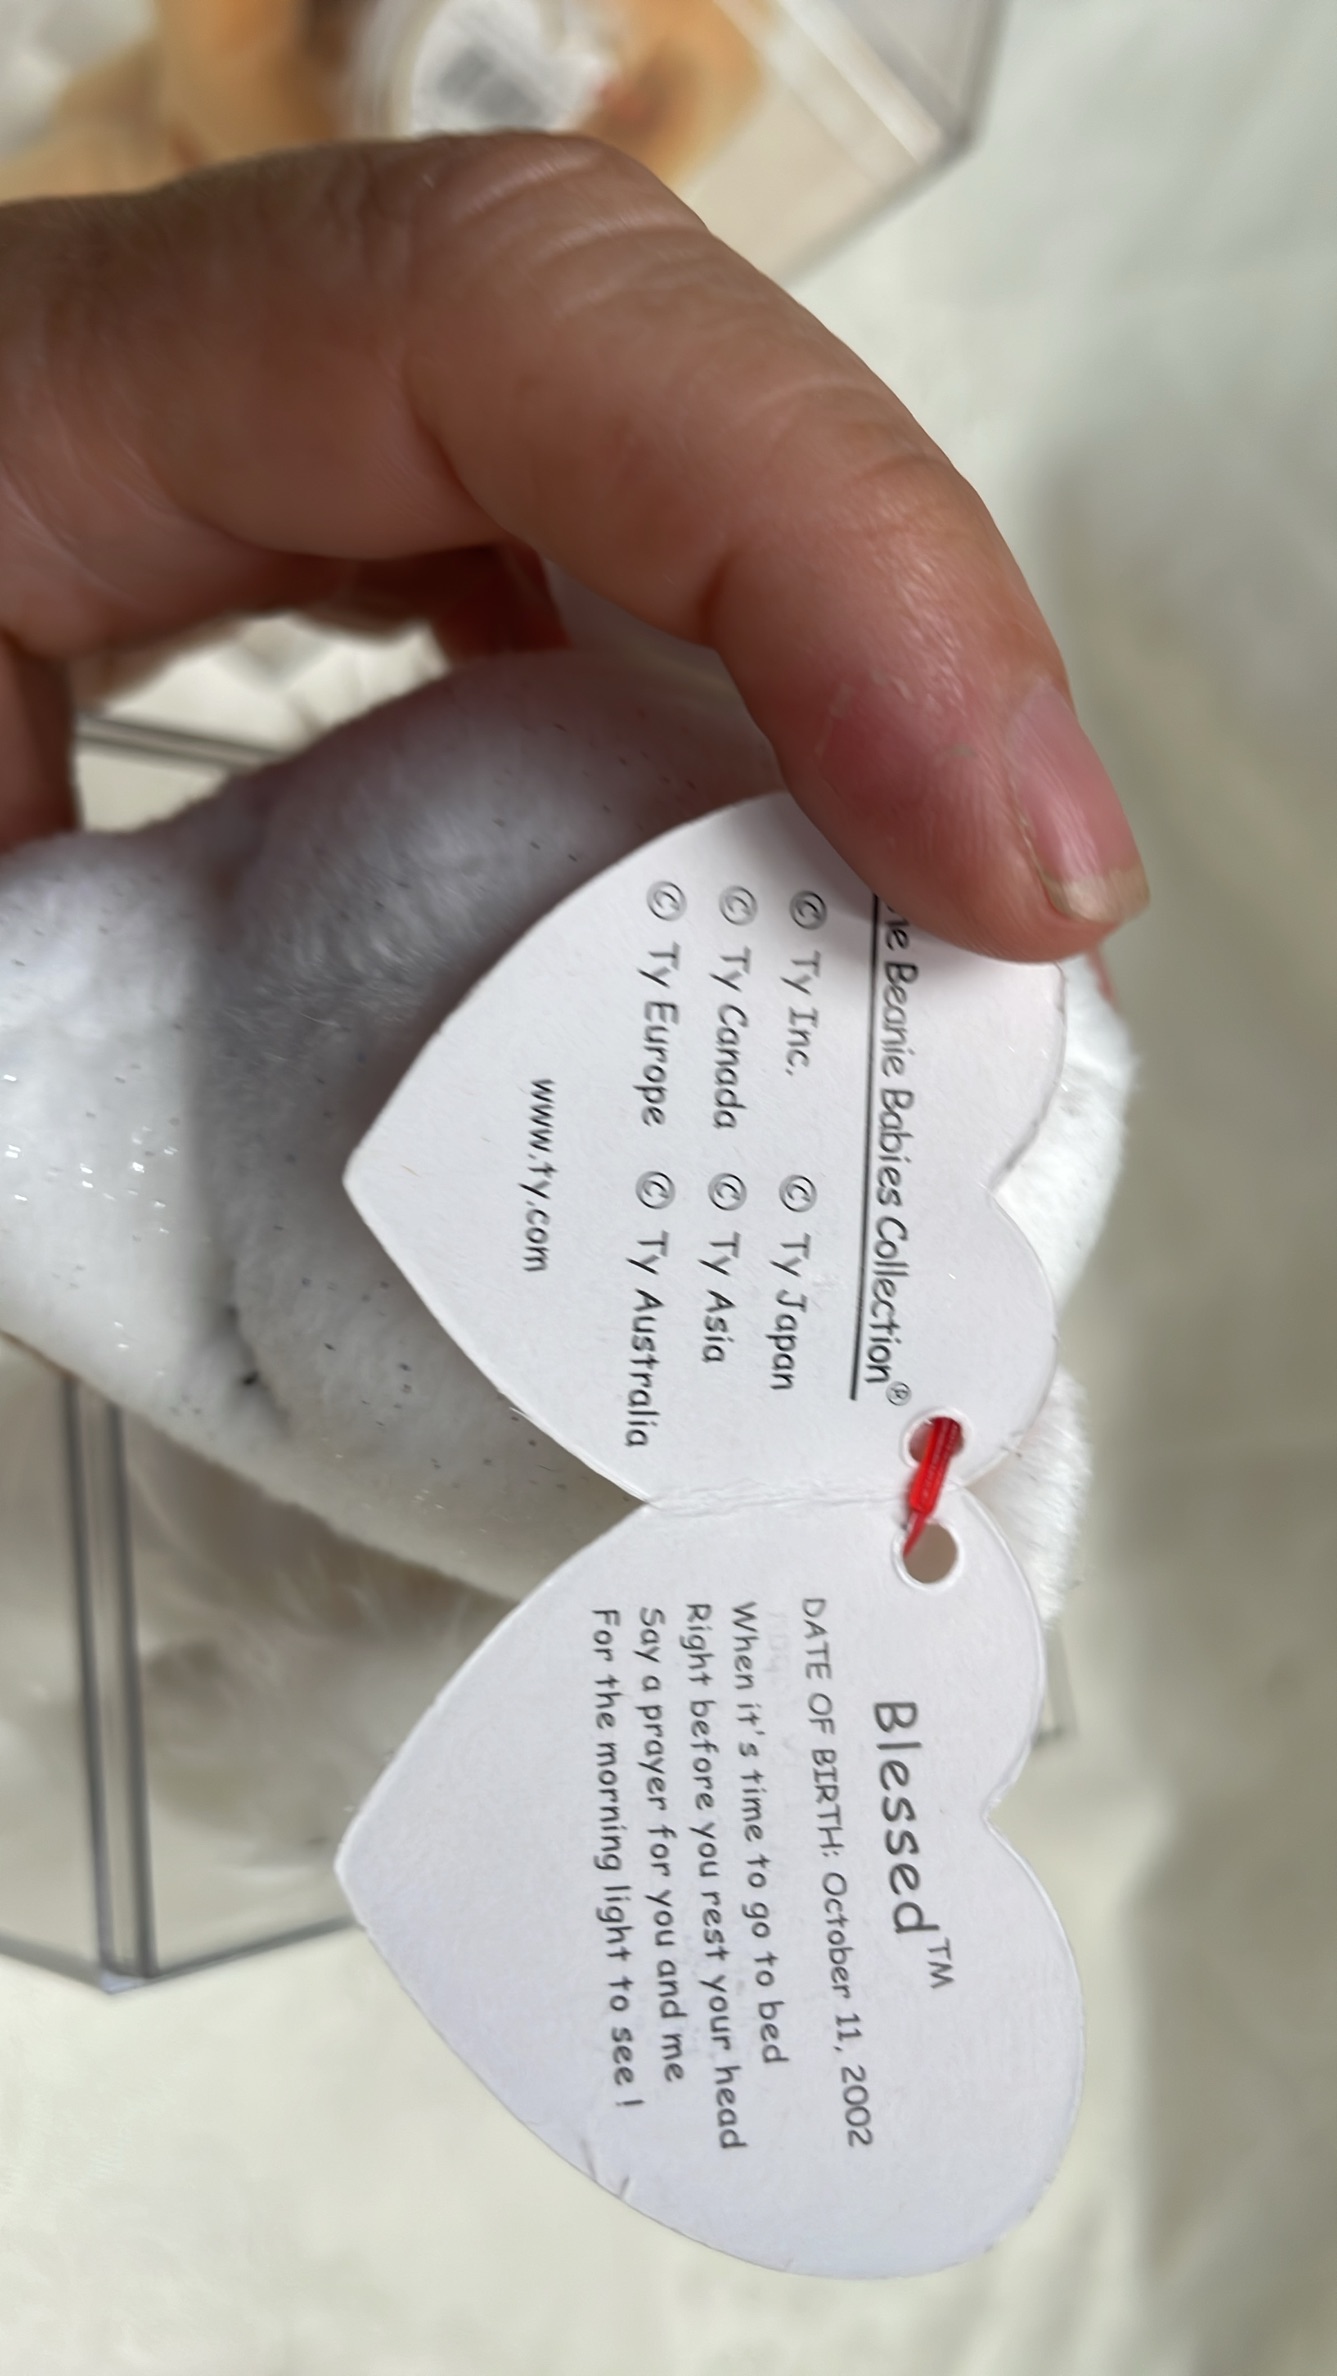 Beanie Babies Collection®
© Ty Inc. © Ty Japan
© Ty Canada © Ty Asia
© Ty Europe © Ty Australia
www.ty.com
Blessed™
DATE OF BIRTH: October 11, 2002
When it's time to go to bed
Right before you rest your head
Say a prayer for you and me
For the morning light to see !